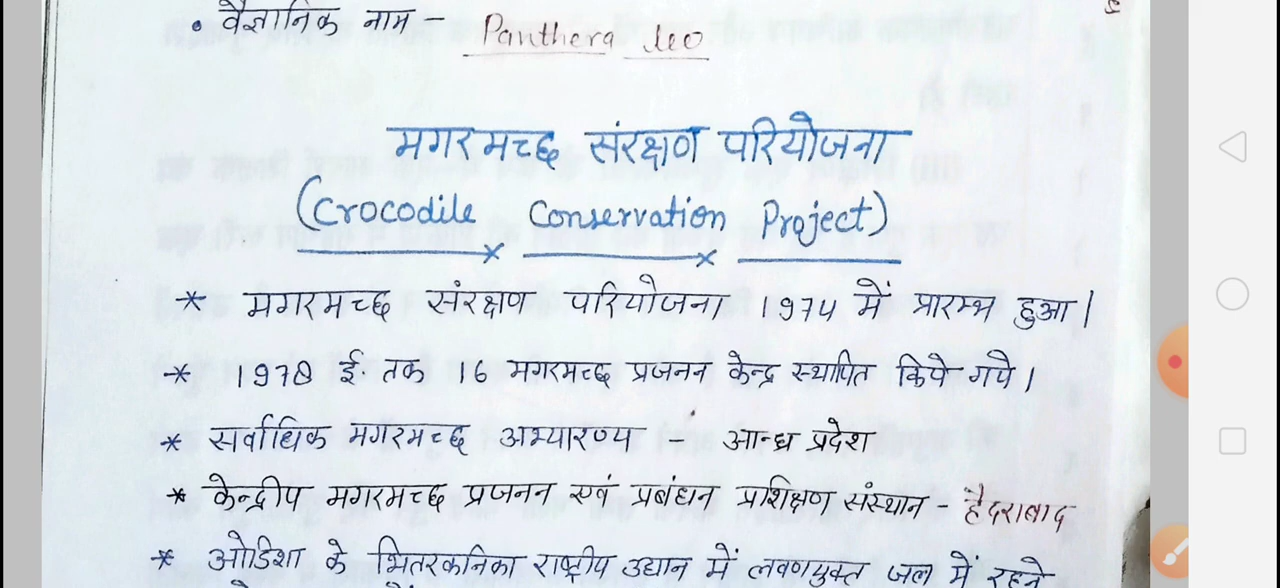 • वैज्ञानिक नाम - Panthera leo
मगरमच्छ संरक्षण परियोजना
(Crocodile Conservation Project)
* मगरमच्छ संरक्षण परियोजना 1974 में प्रारम्भ हुआ।
* 1978 ई. तक 16 मगरमच्छ प्रजनन केन्द्र स्थापित किये गये।
* सर्वाधिक मगरमच्छ अभ्यारण्य - आन्ध्र प्रदेश
* केन्द्रीय मगरमच्छ प्रजनन एवं प्रबंधन प्रशिक्षण संस्थान - हैदराबाद
* ओडिशा के भितरकनिका राष्ट्रीय उद्यान में लवणयुक्त जल में रहने